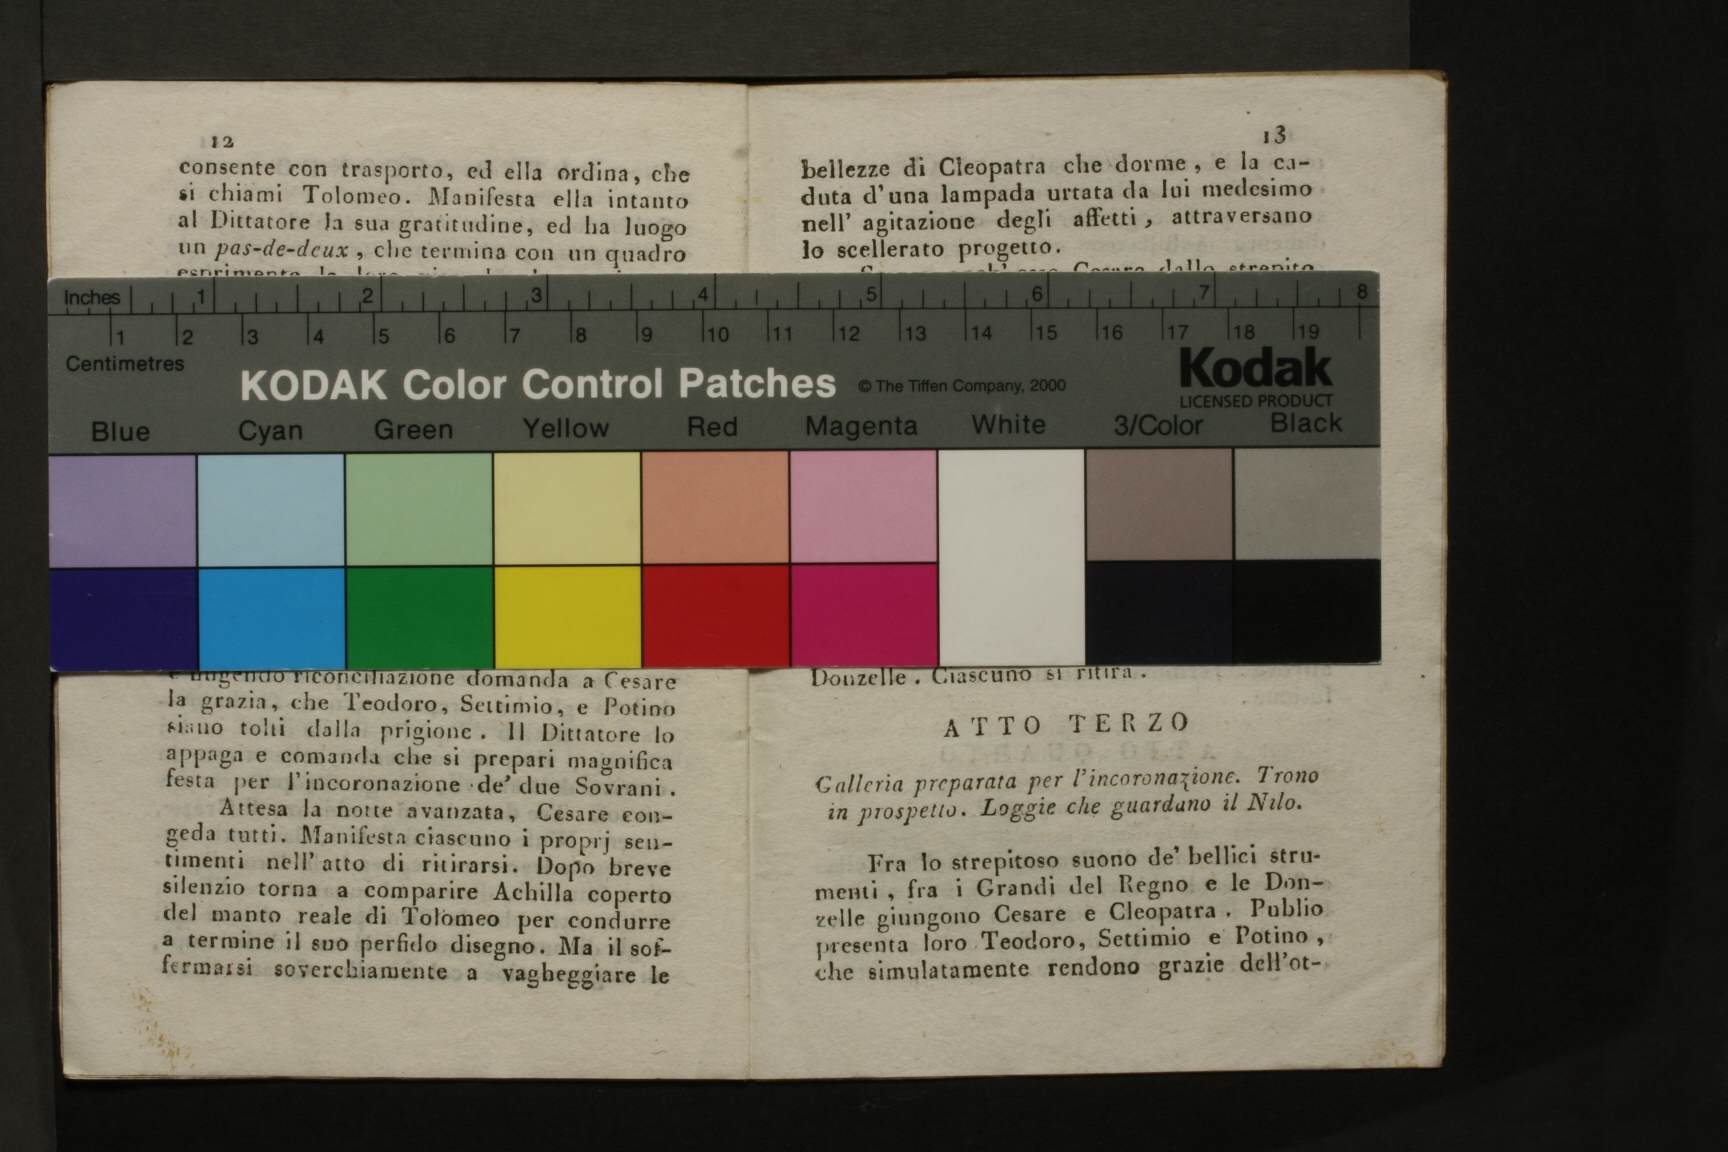 12
consente con trasporto, ed ella ordina, che
si chiami Tolomeo. Manifesta ella intanto
al Dittatore la sua gratitudine, ed ha luogo
un pas-de-deux, che termina con un quadro
esprimente
e fingendo riconciliazione domanda a Cesare
la grazia, che Teodoro, Settimio, e Potino
siano tolti dalla prigione. Il Dittatore lo
appaga e comanda che si prepari magnifica
festa per l'incoronazione de' due Sovrani.
Attesa la notte avanzata, Cesare con-
geda tutti. Manifesta ciascuno i proprj sen-
timenti nell'atto di ritirarsi. Dopo breve
silenzio torna a comparire Achilla coperto
del manto reale di Tolomeo per condurre
a termine il suo perfido disegno. Ma il sof-
fermarsi soverchiamente a vagheggiare le
13
bellezze di Cleopatra che dorme, e la ca-
duta d'una lampada urtata da lui medesimo
nell' agitazione degli affetti, attraversano
lo scellerato progetto.
Cesare dallo strepito
Donzelle. Ciascuno si ritira.
ATTO TERZO
Galleria preparata per l'incoronazione. Trono
in prospetto. Loggie che guardano il Nilo.
Fra lo strepitoso suono de' bellici stru-
menti, fra i Grandi del Regno e le Don-
zelle giungono Cesare e Cleopatra. Publio
presenta loro Teodoro, Settimio e Potino,
che simulatamente rendono grazie dell'ot-
Inches 1 2 3 4 5 6 7 8
1 2 3 4 5 6 7 8 9 10 11 12 13 14 15 16 17 18 19
Centimetres
KODAK Color Control Patches © The Tiffen Company, 2000
Kodak
LICENSED PRODUCT
Blue Cyan Green Yellow Red Magenta White 3/Color Black